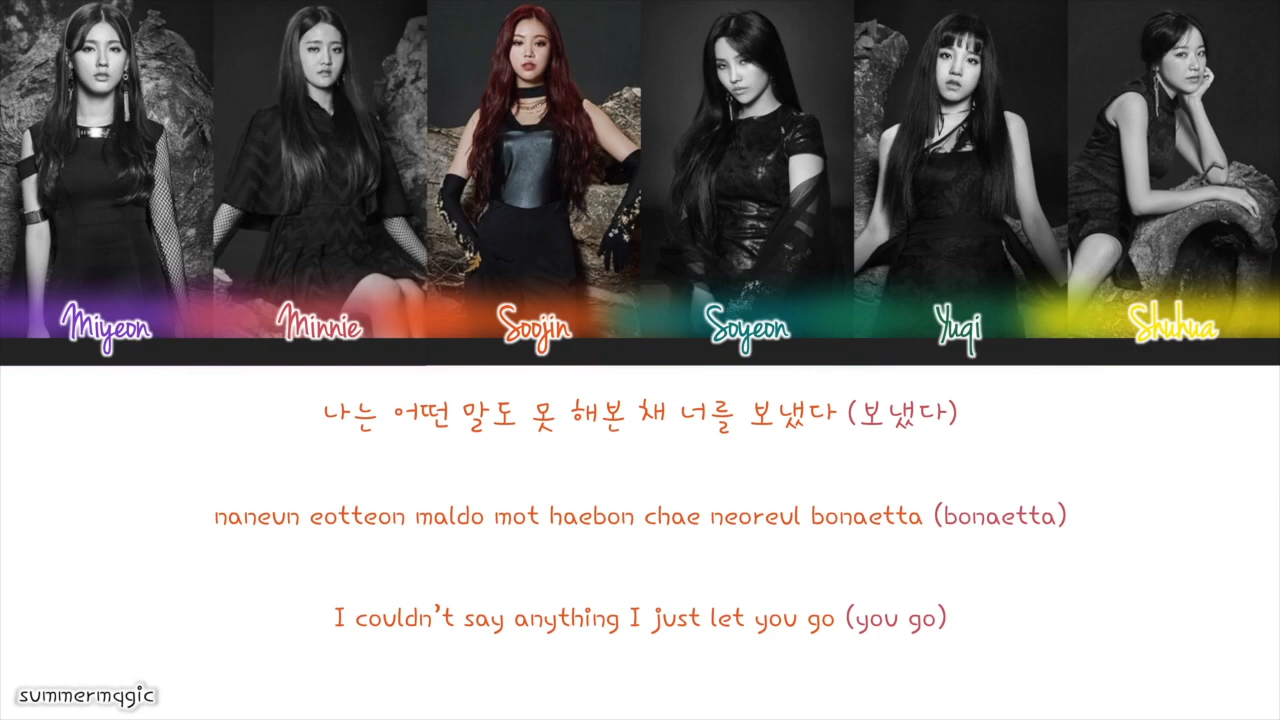 Miyeon Minnie Soojin Soyeon Yuqi Shuhua
나는 어떤 말도 못 해본 채 너를 보냈다 (보냈다)
naneun eotteon maldo mot haebon chae neoreul bonaetta (bonaetta)
I couldn't say anything I just let you go (you go)
summermqgic